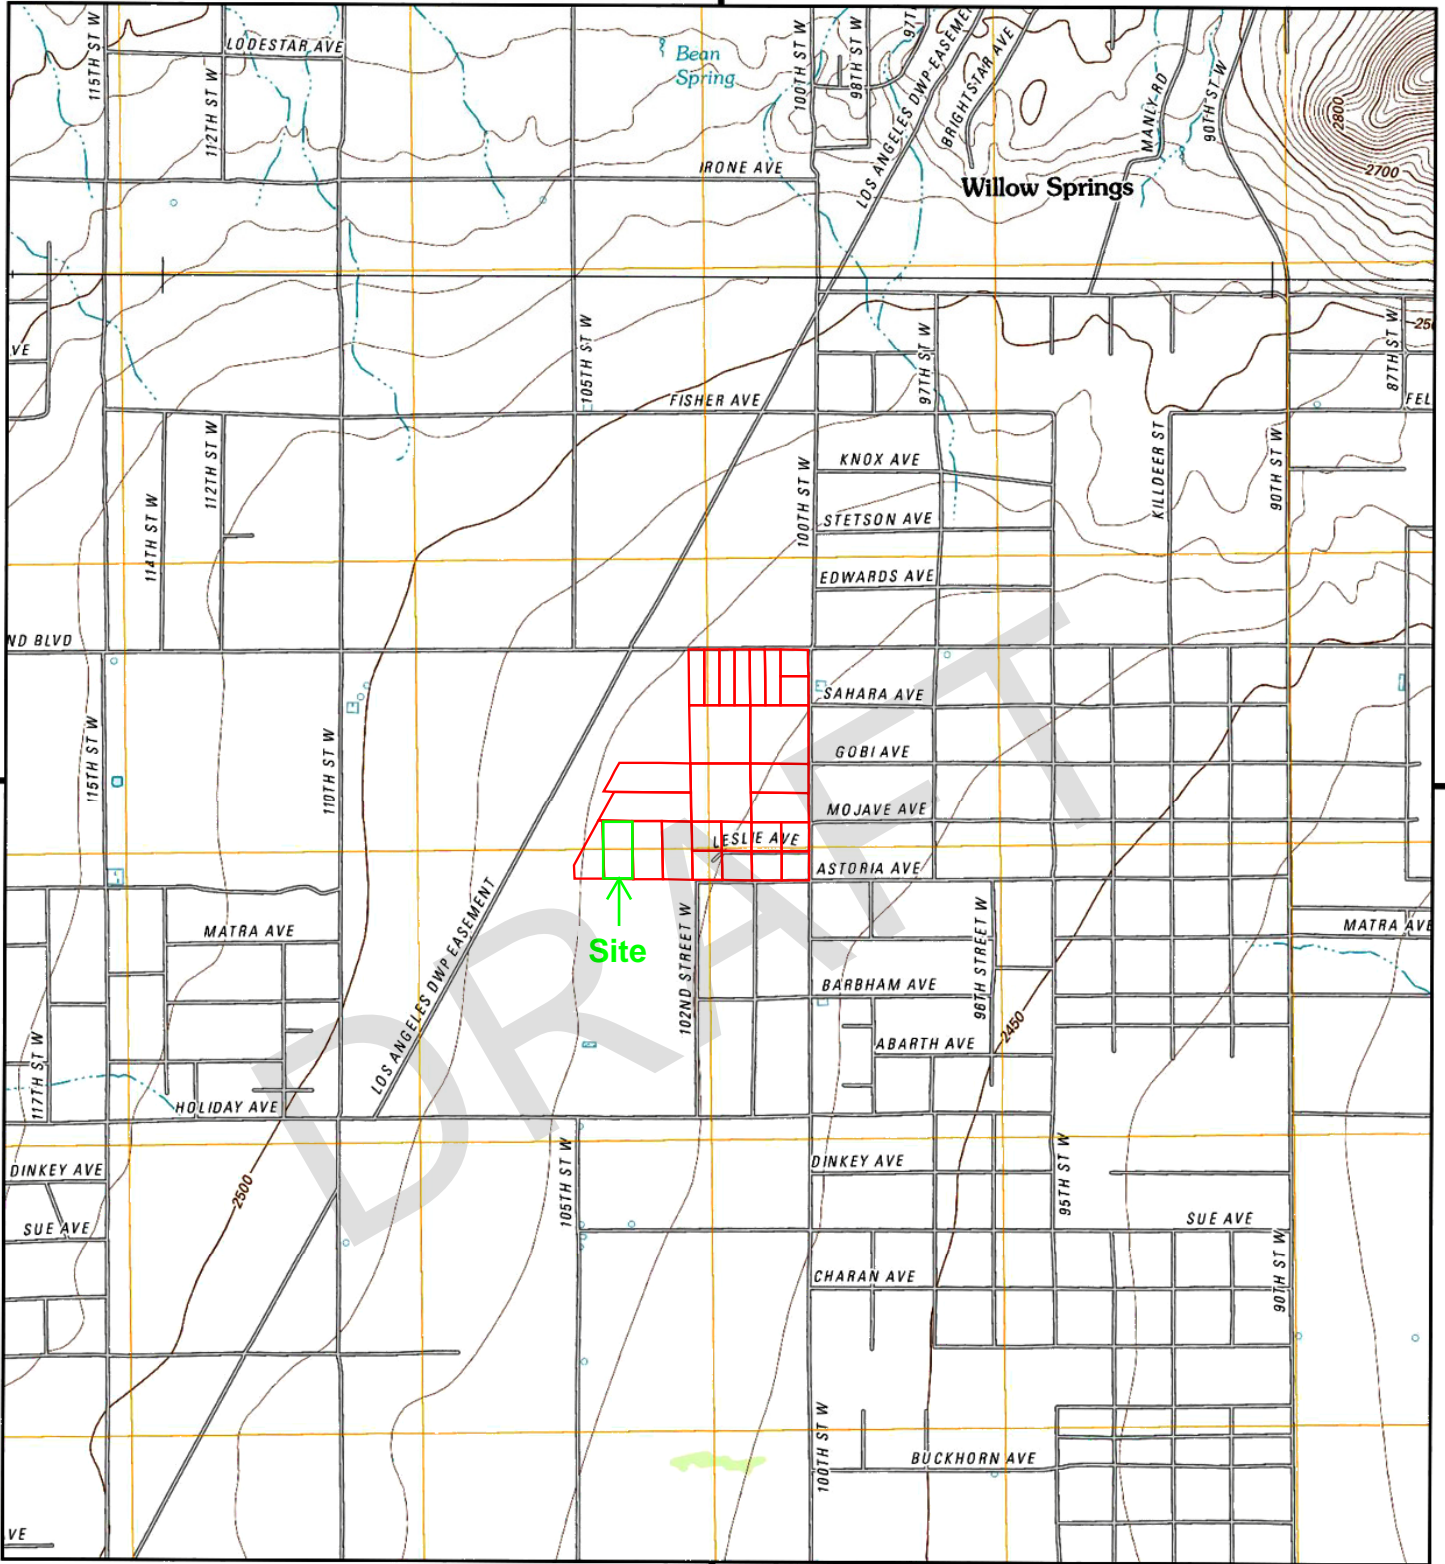 115TH ST W
LODESTAR AVE
112TH ST W
Bean
Spring
100TH ST W
98TH ST W
97TH
LOS ANGELES DWP EASEMENT
BRIGHTSTAR AVE
MANLY RD
90TH ST W
2800
2700
IRONE AVE
Willow Springs
VE
105TH ST W
FISHER AVE
97TH ST W
87TH ST W
250
FEL
112TH ST W
114TH ST W
100TH ST W
KNOX AVE
STETSON AVE
EDWARDS AVE
KILLDEER ST
90TH ST W
ND BLVD
SAHARA AVE
GOBI AVE
MOJAVE AVE
LESLIE AVE
ASTORIA AVE
115TH ST W
110TH ST W
DRAFT
Site
MATRA AVE
LOS ANGELES DWP EASEMENT
102ND STREET W
96TH STREET W
MATRA AVE
BARBHAM AVE
2450
ABARTH AVE
117TH ST W
HOLIDAY AVE
DINKEY AVE
2500
SUE AVE
105TH ST W
DINKEY AVE
95TH ST W
SUE AVE
90TH ST W
CHARAN AVE
100TH ST W
BUCKHORN AVE
VE